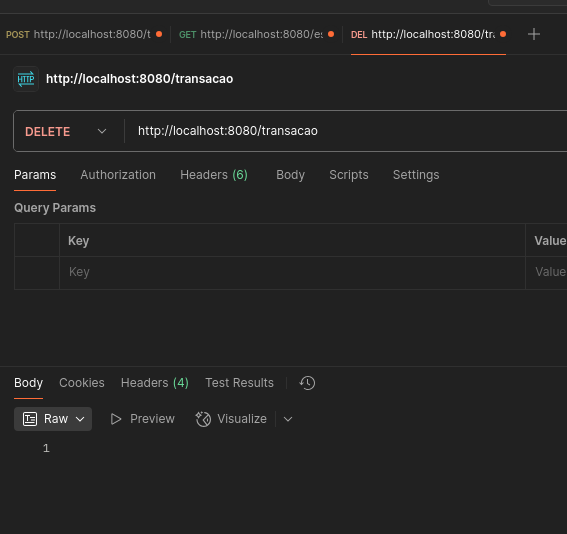 POST http://localhost:8080/t GET http://localhost:8080/es DEL http://localhost:8080/tra
HTTP http://localhost:8080/transacao
DELETE http://localhost:8080/transacao
Params Authorization Headers (6) Body Scripts Settings
Query Params
Key Value
Key Value
Body Cookies Headers (4) Test Results
Raw Preview Visualize
1